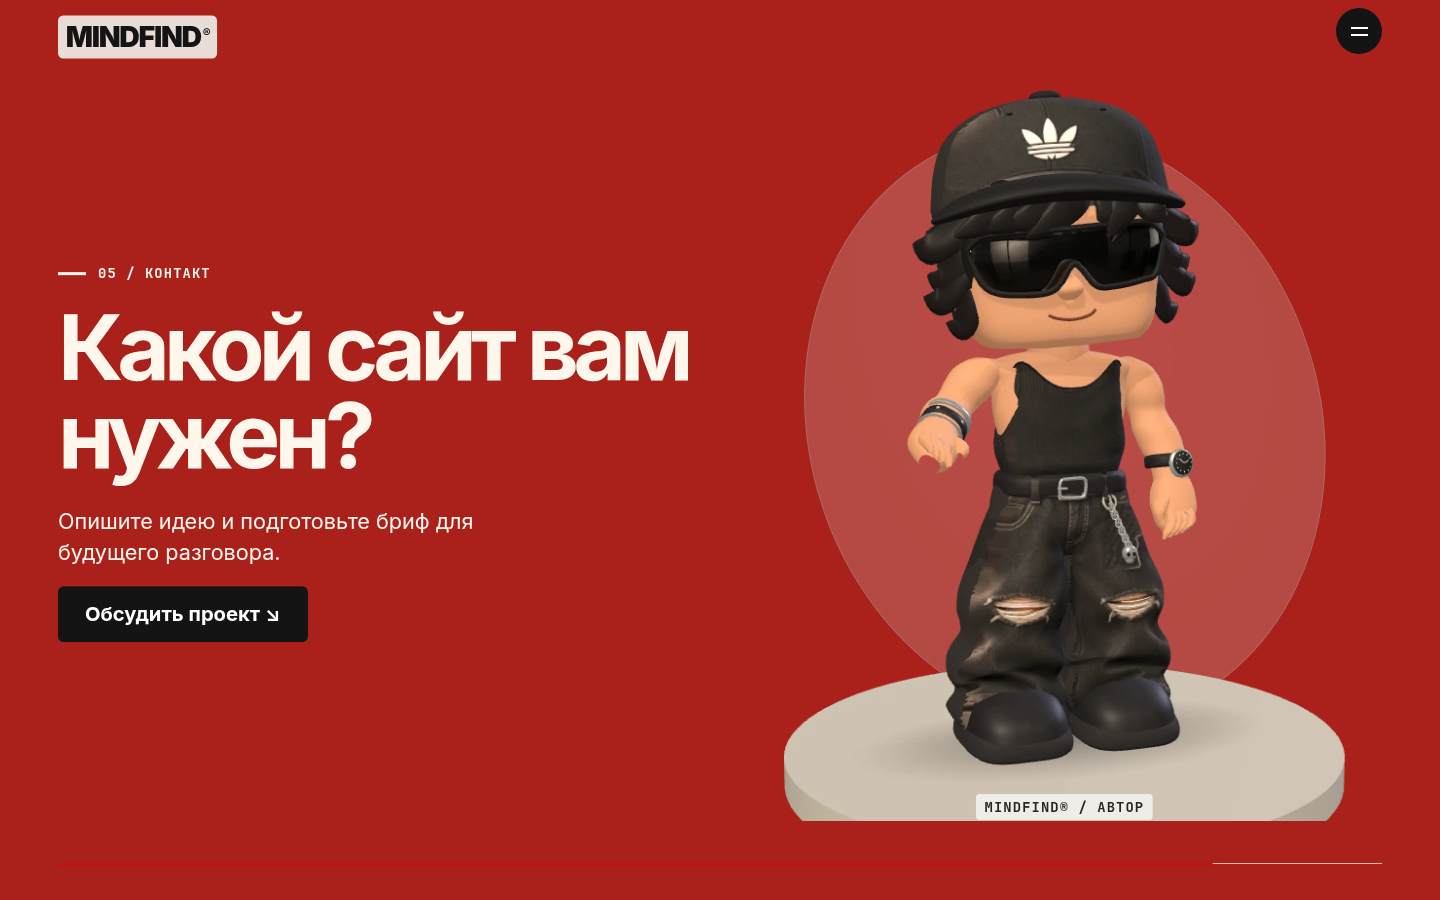 MINDFIND®
05 / КОНТАКТ
Какой сайт вам
нужен?
Опишите идею и подготовьте бриф для
будущего разговора.
Обсудить проект ↘
MINDFIND® / АВТОР